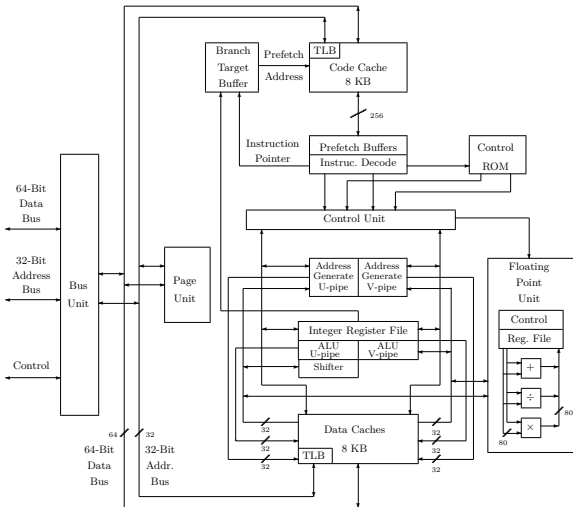 TLB
Code Cache
8 KB
Branch
Target
Buffer
Prefetch
Address
256
Instruction
Pointer
Prefetch Buffers
Instruc. Decode
Control
ROM
Control Unit
64-Bit
Data
Bus
32-Bit
Address
Bus
Control
Bus
Unit
Page
Unit
Address
Generate
U-pipe
Address
Generate
V-pipe
Integer Register File
ALU
U-pipe
ALU
V-pipe
Shifter
Floating
Point
Unit
Control
Reg. File
+
÷
×
80
80
64
64-Bit
Data
Bus
32
32-Bit
Addr.
Bus
32
32
32
Data Caches
8 KB
TLB
32
32
32